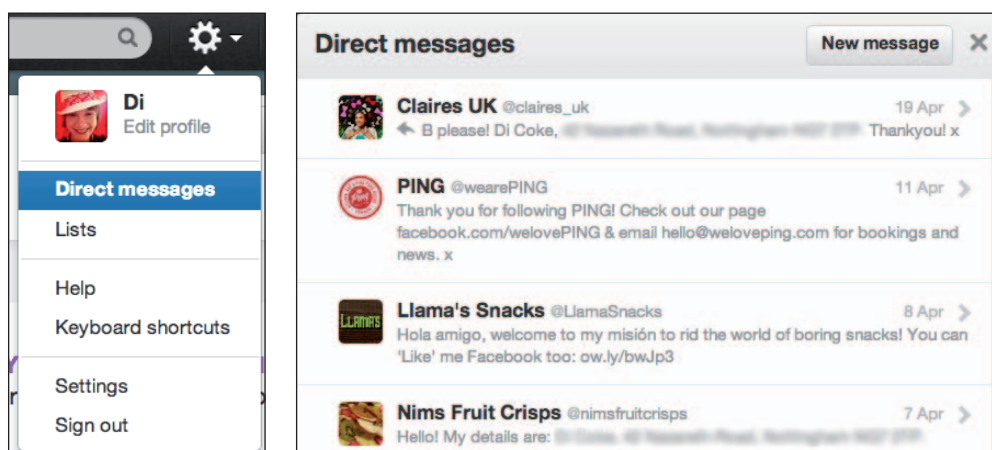 Di
Edit profile
Direct messages
Lists
Help
Keyboard shortcuts
Settings
Sign out
Direct messages
New message
Claires UK @claires_uk 19 Apr
B please! Di Coke, Thankyou! x
PING @wearePING 11 Apr
Thank you for following PING! Check out our page
facebook.com/welovePING & email hello@weloveping.com for bookings and
news. x
LLAMA'S
Llama's Snacks @LlamaSnacks 8 Apr
Hola amigo, welcome to my misión to rid the world of boring snacks! You can
'Like' me Facebook too: ow.ly/bwJp3
Nims Fruit Crisps @nimsfruitcrisps 7 Apr
Hello! My details are: